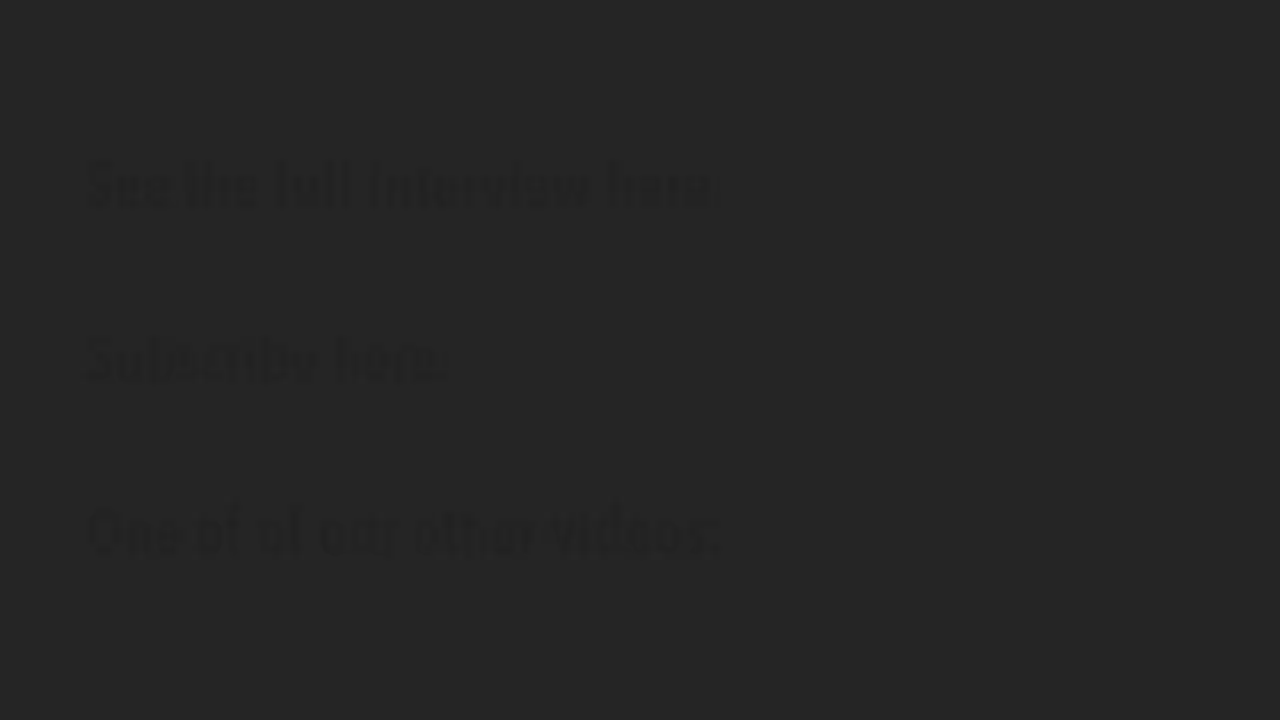 See the full interview here:
Subscribe here:
One of of our other videos: